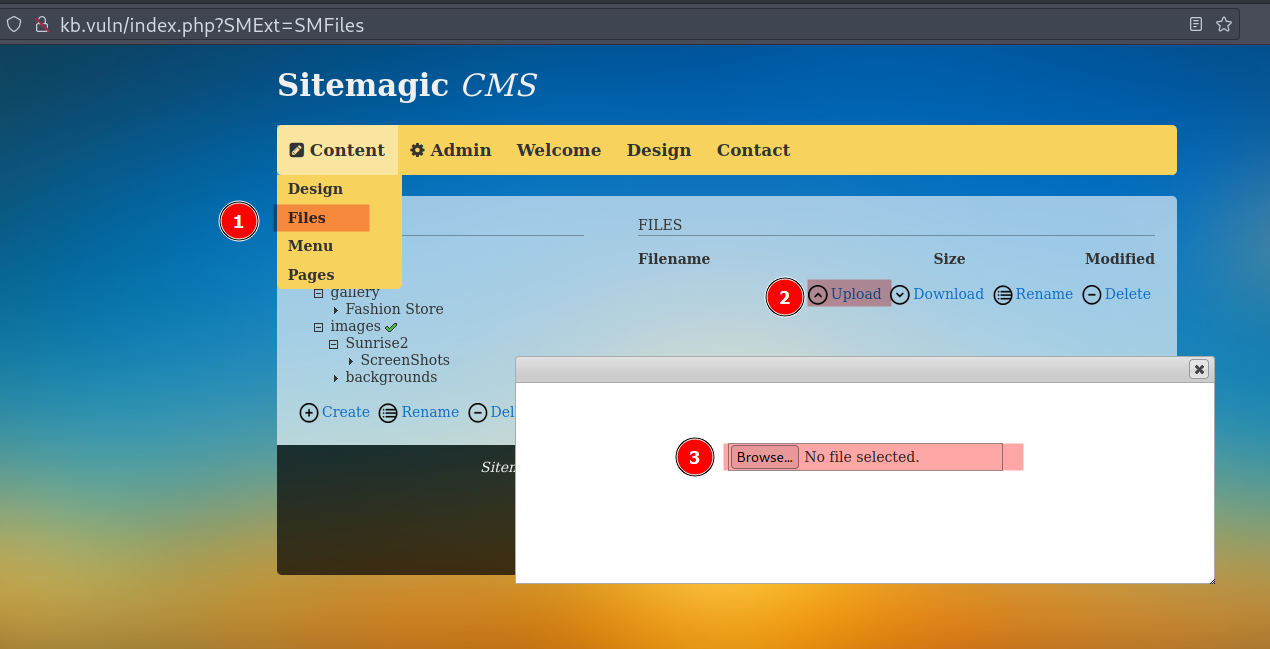 kb.vuln/index.php?SMExt=SMFiles
Sitemagic CMS
Content Admin Welcome Design Contact
Design
1 Files
Menu
Pages
gallery
Fashion Store
images
Sunrise2
ScreenShots
backgrounds
Create Rename Del
FILES
Filename Size Modified
2 Upload Download Rename Delete
3 Browse... No file selected.
Sitem